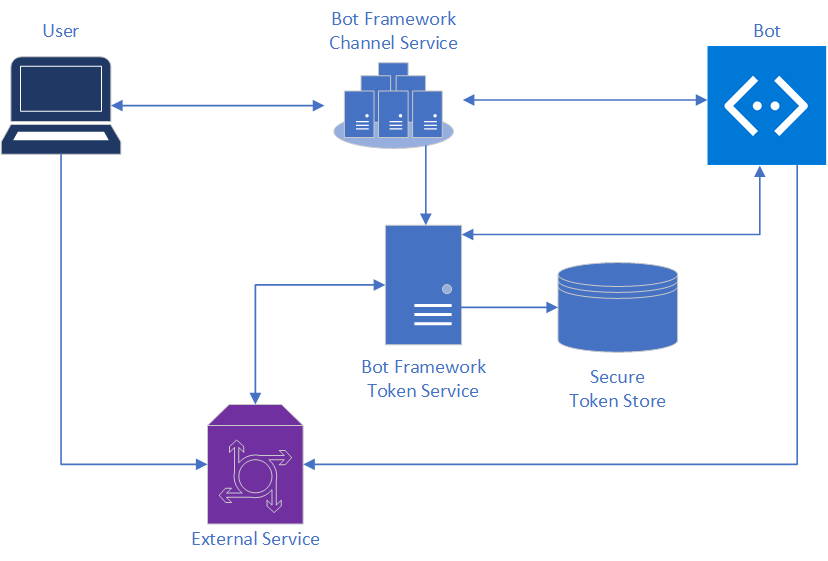 User
Bot Framework
Channel Service
Bot
Bot Framework
Token Service
Secure
Token Store
External Service